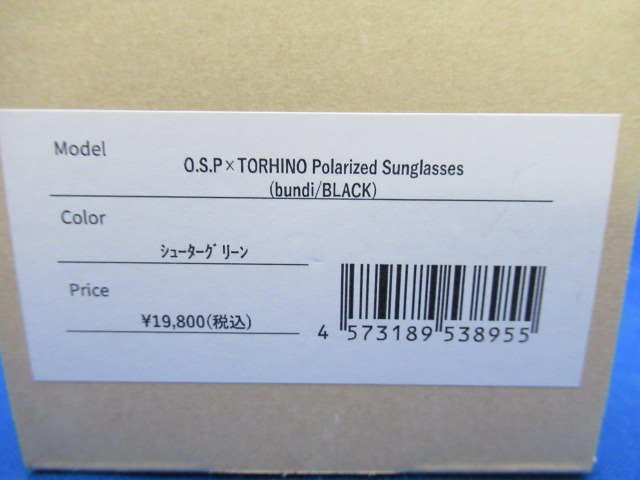 Model
O.S.P×TORHINO Polarized Sunglasses
(bundi/BLACK)
Color
ｼｭｰﾀｰｸﾞﾘｰﾝ
Price
¥19,800(税込)
4 573189 538955